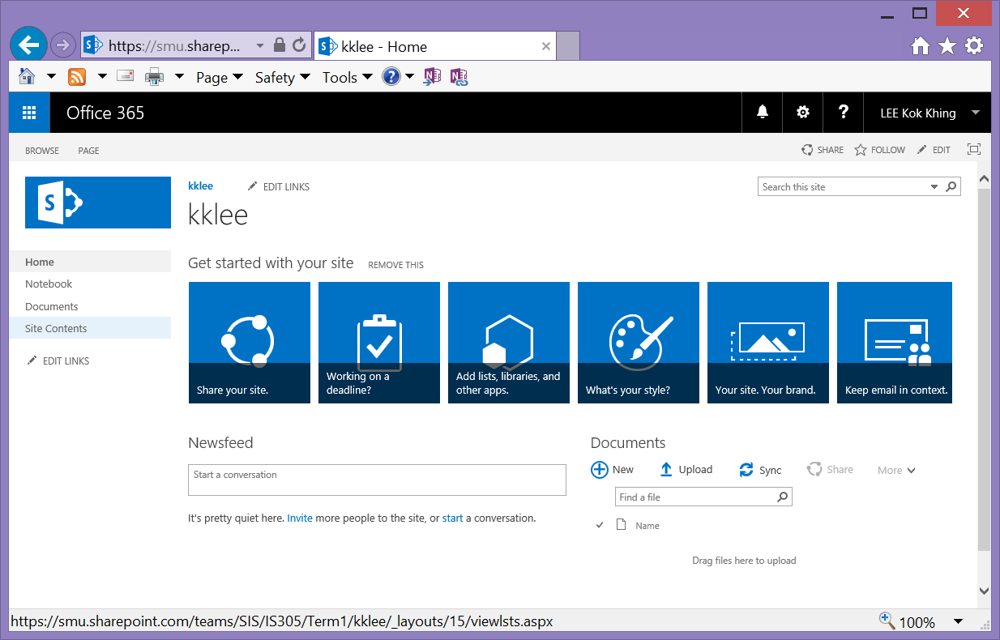 https://smu.sharep...
kklee - Home
Page
Safety
Tools
Office 365
?
LEE Kok Khing
BROWSE
PAGE
SHARE
FOLLOW
EDIT
S
kklee
EDIT LINKS
Search this site
kklee
Home
Notebook
Documents
Site Contents
EDIT LINKS
Get started with your site
REMOVE THIS
Share your site.
Working on a
deadline?
Add lists, libraries, and
other apps.
What's your style?
Your site. Your brand.
Keep email in context.
Newsfeed
Start a conversation
It's pretty quiet here. Invite more people to the site, or start a conversation.
Documents
New
Upload
Sync
Share
More
Find a file
Name
Drag files here to upload
https://smu.sharepoint.com/teams/SIS/IS305/Term1/kklee/_layouts/15/viewlsts.aspx
100%